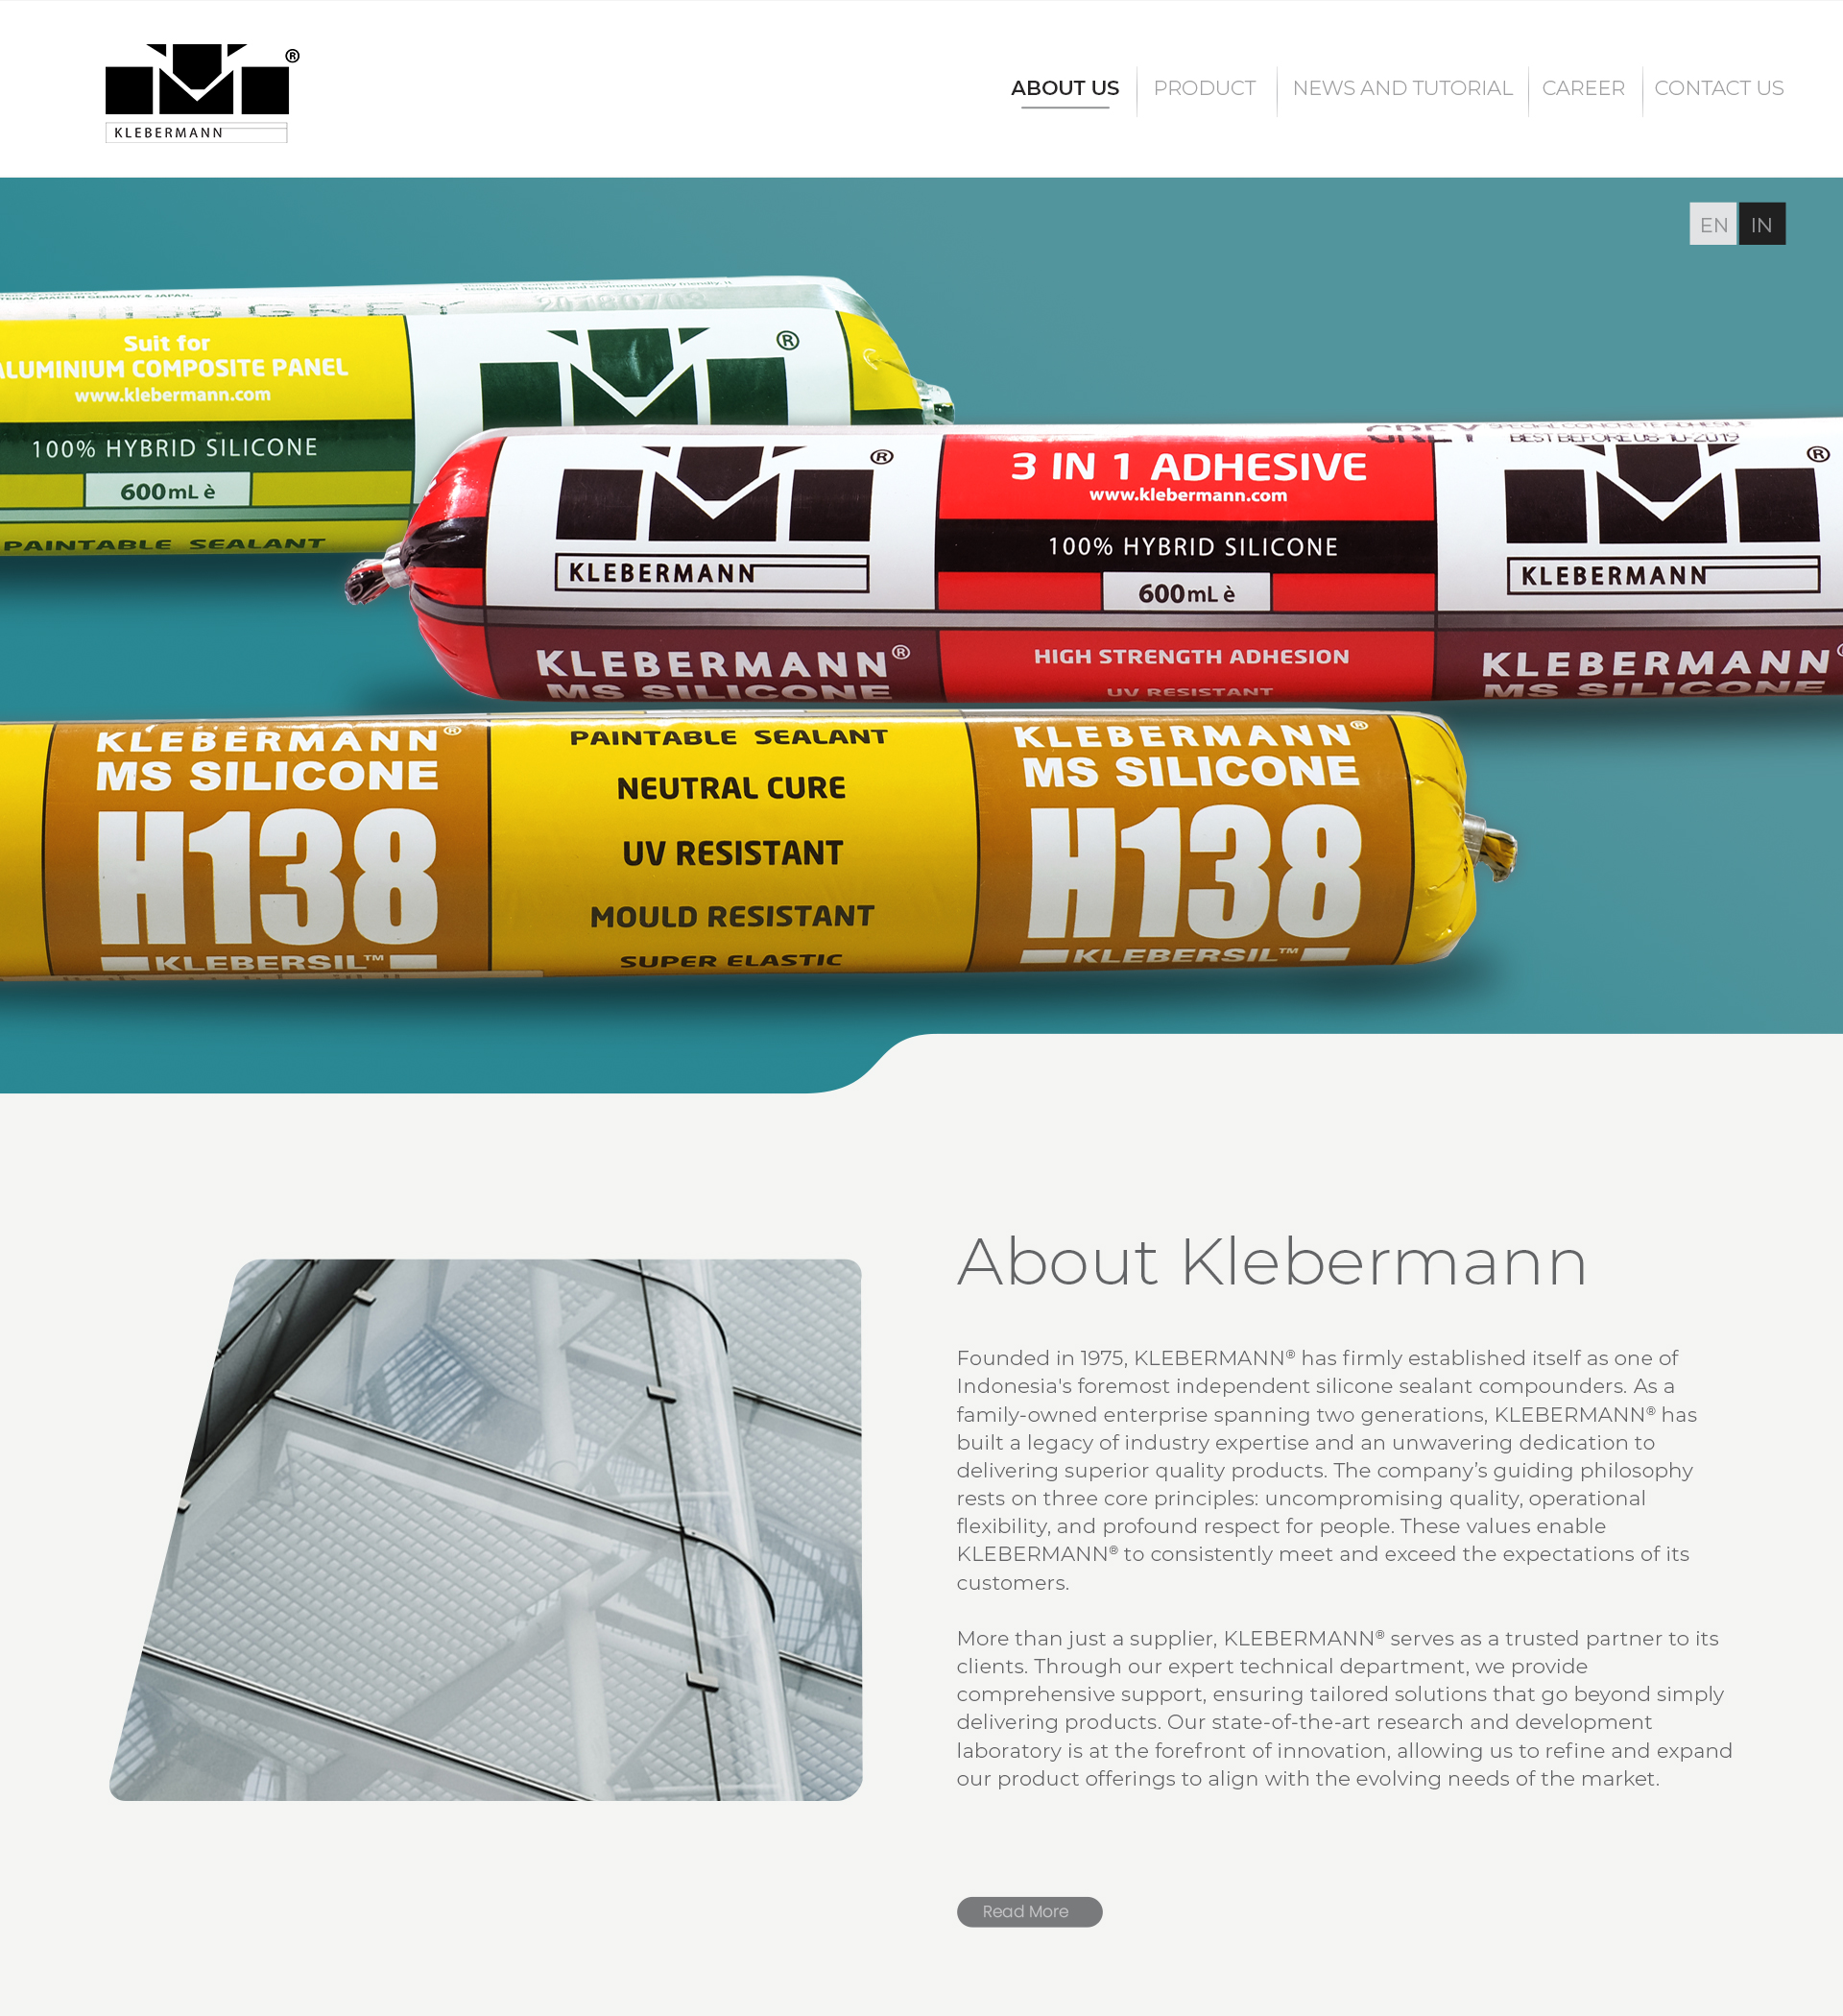 KLEBERMANN
®
ABOUT US
PRODUCT
NEWS AND TUTORIAL
CAREER
CONTACT US
EN
IN
MADE IN GERMANY & JAPAN
GREY
20180703
Suit for
ALUMINIUM COMPOSITE PANEL
www.klebermann.com
100% HYBRID SILICONE
600mL è
PAINTABLE SEALANT
®
®
KLEBERMANN
KLEBERMANN®
MS SILICONE
3 IN 1 ADHESIVE
www.klebermann.com
100% HYBRID SILICONE
600mL è
HIGH STRENGTH ADHESION
UV RESISTANT
GREY SPECIAL CONCRETE ADHESION
BEST BEFORE 08-10-2019
®
KLEBERMANN
KLEBERMANN®
MS SILICONE
KLEBERMANN®
MS SILICONE
H138
KLEBERSIL™
PAINTABLE SEALANT
NEUTRAL CURE
UV RESISTANT
MOULD RESISTANT
SUPER ELASTIC
KLEBERMANN®
MS SILICONE
H138
KLEBERSIL™
About Klebermann
Founded in 1975, KLEBERMANN® has firmly established itself as one of
Indonesia's foremost independent silicone sealant compounders. As a
family-owned enterprise spanning two generations, KLEBERMANN® has
built a legacy of industry expertise and an unwavering dedication to
delivering superior quality products. The company’s guiding philosophy
rests on three core principles: uncompromising quality, operational
flexibility, and profound respect for people. These values enable
KLEBERMANN® to consistently meet and exceed the expectations of its
customers.
More than just a supplier, KLEBERMANN® serves as a trusted partner to its
clients. Through our expert technical department, we provide
comprehensive support, ensuring tailored solutions that go beyond simply
delivering products. Our state-of-the-art research and development
laboratory is at the forefront of innovation, allowing us to refine and expand
our product offerings to align with the evolving needs of the market.
Read More